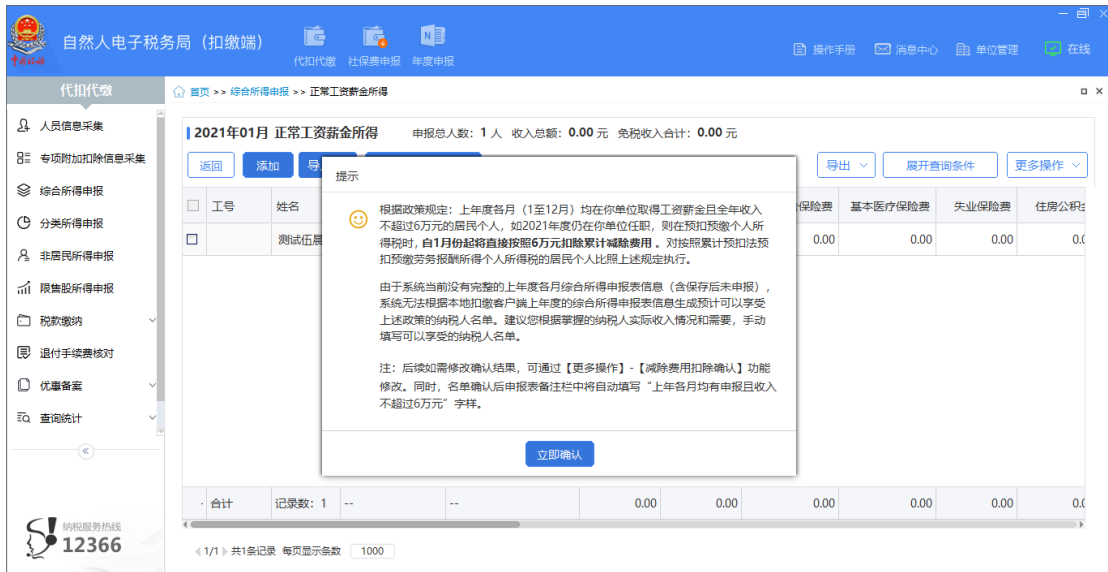 自然人电子税务局（扣缴端）
代扣代缴 社保费申报 年度申报
操作手册 消息中心 单位管理 在线
代扣代缴
首页 >> 综合所得申报 >> 正常工资薪金所得
人员信息采集
专项附加扣除信息采集
综合所得申报
分类所得申报
非居民所得申报
限售股所得申报
税款缴纳
退付手续费核对
优惠备案
查询统计
纳税服务热线
12366
2021年01月 正常工资薪金所得 申报总人数：1 人 收入总额：0.00 元 免税收入合计：0.00 元
返回 添加 导 导出 展开查询条件 更多操作
工号 姓名 保险费 基本医疗保险费 失业保险费 住房公积金
测试伍 0.00 0.00 0.00 0.0
提示
根据政策规定：上年度各月（1至12月）均在你单位取得工资薪金且全年收入
不超过6万元的居民个人，如2021年度仍在你单位任职，则在预扣预缴个人所
得税时，自1月份起将直接按照6万元扣除累计减除费用。对按照累计预扣法预
扣预缴劳务报酬所得个人所得税的居民个人比照上述规定执行。
由于系统当前没有完整的上年度各月综合所得申报表信息（含保存后未申报），
系统无法根据本地扣缴客户端上年度的综合所得申报表信息生成预计可以享受
上述政策的纳税人名单。建议您根据掌握的纳税人实际收入情况和需要，手动
填写可以享受的纳税人名单。
注：后续如需修改确认结果，可通过【更多操作】-【减除费用扣除确认】功能
修改。同时，名单确认后申报表备注栏中将自动填写“上年各月均有申报且收入
不超过6万元”字样。
立即确认
合计 记录数：1 -- -- 0.00 0.00 0.00 0.00 0.00 0.0
1/1 共1条记录 每页显示条数 1000